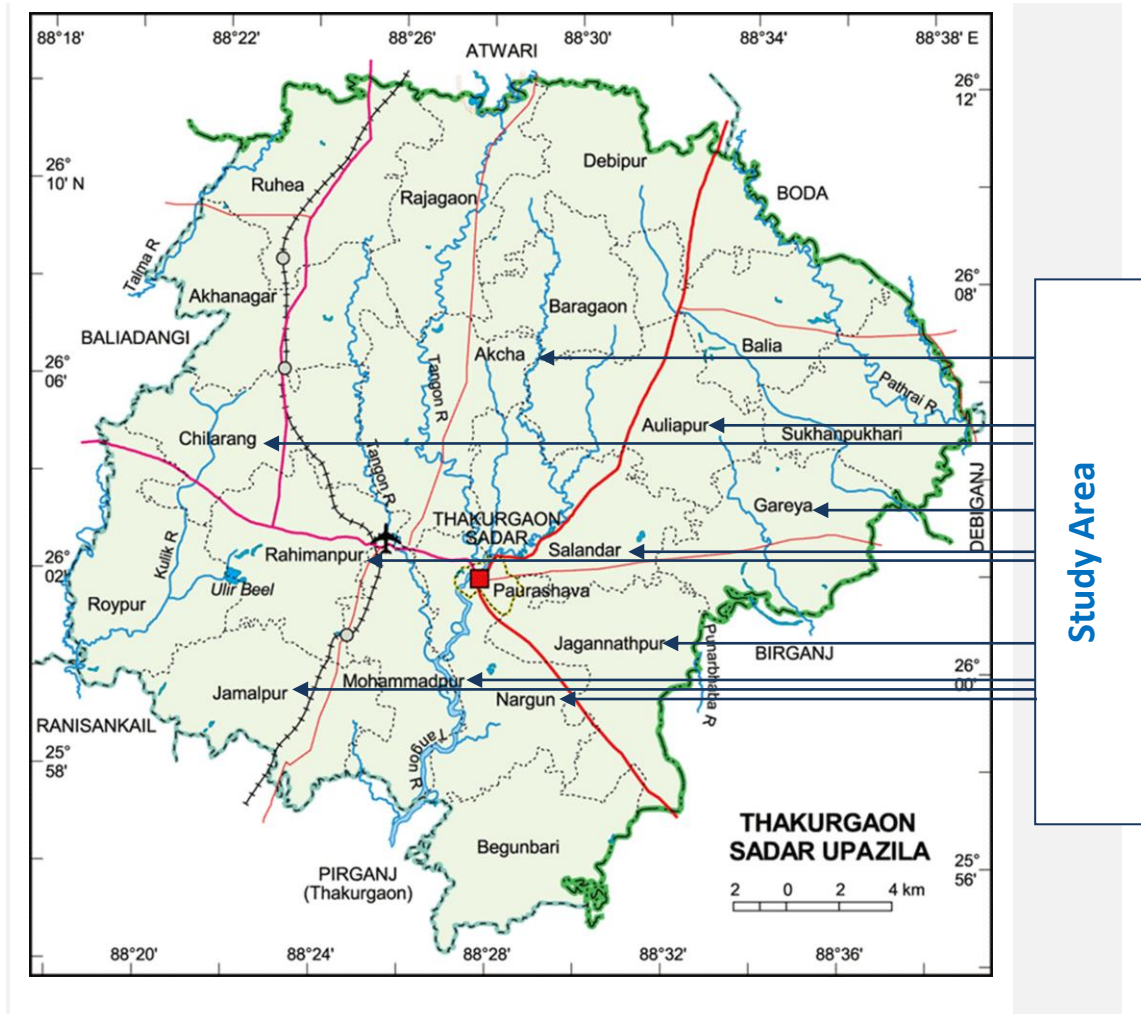 88°18'
88°22'
88°26'
88°30'
88°34'
88°38' E
ATWARI
26°
12'
Debipur
26°
10' N
Ruhea
Rajagaon
BODA
Talma R
26°
08'
Akhanagar
Baragaon
BALIADANGI
Balia
26°
06'
Akcha
Tangon R
Pathrai R
Auliapur
Chilarang
Sukhanpukhari
Tangon R
Gareya
DEBIGANJ
THAKURGAON
SADAR
Kulik R
Rahimanpur
Salandar
26°
02'
Ulir Beel
Paurashava
Roypur
Jagannathpur
BIRGANJ
Punarbhaba R
26°
00'
Mohammadpur
Jamalpur
Nargun
RANISANKAIL
Tangon R
25°
58'
THAKURGAON
SADAR UPAZILA
Begunbari
25°
56'
PIRGANJ
(Thakurgaon)
2 0 2 4 km
88°20'
88°24'
88°28'
88°32'
88°36'
Study Area